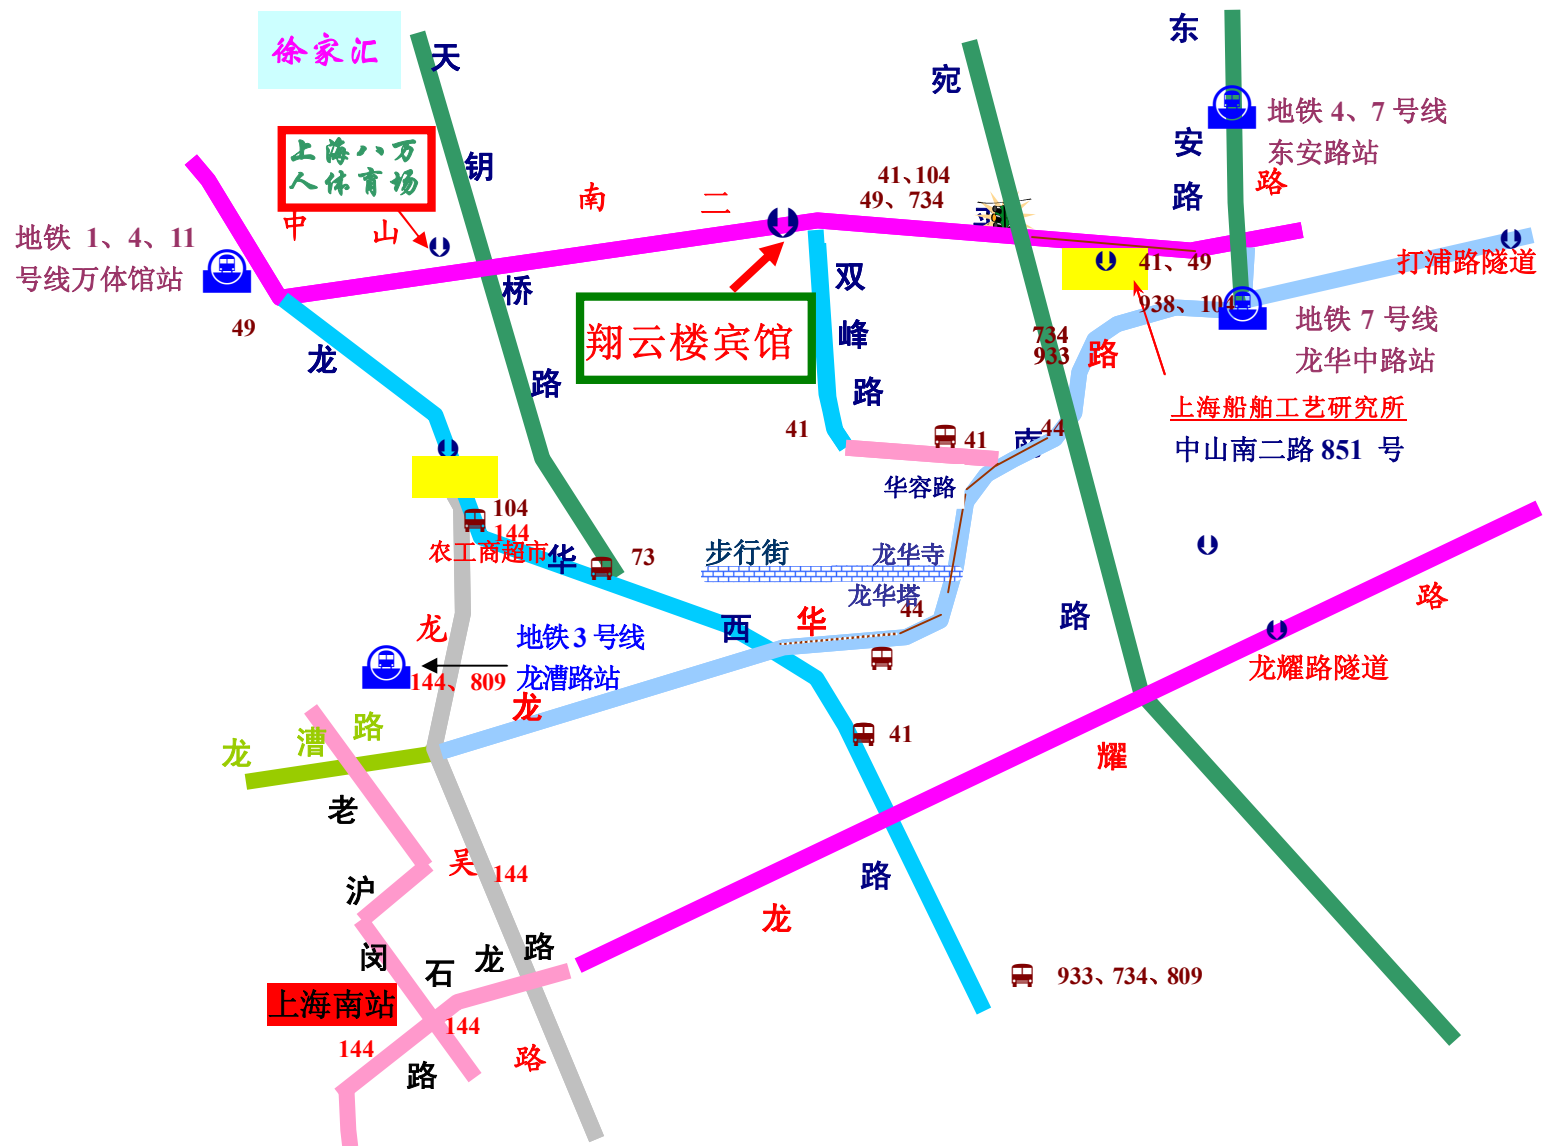 徐家汇
天
钥
桥
路
宛
南
路
东
安
路
地铁 4、7 号线
东安路站
上海八万
人体育场
中
山
南
二
路
41、104
49、734
地铁 1、4、11
号线万体馆站
49
翔云楼宾馆
双
峰
路
41
41、49
938、104
打浦路隧道
地铁 7 号线
龙华中路站
734
933
路
上海船舶工艺研究所
中山南二路 851 号
龙
华
西
路
41
44
华容路
104
144
农工商超市
73
步行街
龙华寺
龙华塔
44
华
龙
地铁 3 号线
龙漕路站
144、809
龙
吴
路
龙
漕
路
老
沪
闵
路
41
144
石
龙
路
上海南站
144
144
龙
耀
路
龙耀路隧道
933、734、809